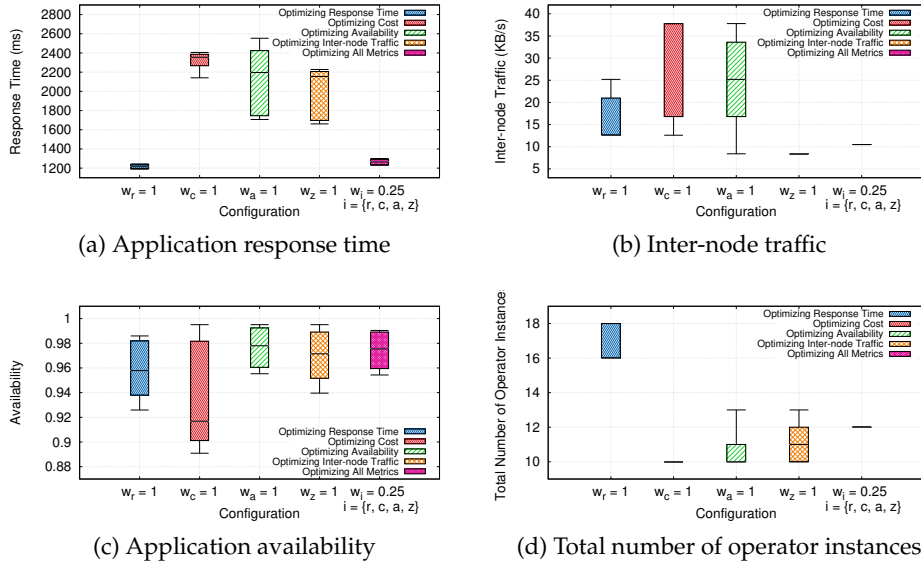 2800
2600
2400
2200
2000
1800
1600
1400
1200
Response Time (ms)
Optimizing Response Time
Optimizing Cost
Optimizing Availability
Optimizing Inter-node Traffic
Optimizing All Metrics
w_r = 1 w_c = 1 w_a = 1 w_z = 1 w_i = 0.25
i = {r, c, a, z}
Configuration
(a) Application response time
40
35
30
25
20
15
10
5
Inter-node Traffic (KB/s)
Optimizing Response Time
Optimizing Cost
Optimizing Availability
Optimizing Inter-node Traffic
Optimizing All Metrics
w_r = 1 w_c = 1 w_a = 1 w_z = 1 w_i = 0.25
i = {r, c, a, z}
Configuration
(b) Inter-node traffic
1
0.98
0.96
0.94
0.92
0.9
0.88
Availability
Optimizing Response Time
Optimizing Cost
Optimizing Availability
Optimizing Inter-node Traffic
Optimizing All Metrics
w_r = 1 w_c = 1 w_a = 1 w_z = 1 w_i = 0.25
i = {r, c, a, z}
Configuration
(c) Application availability
18
16
14
12
10
Total Number of Operator Instances
Optimizing Response Time
Optimizing Cost
Optimizing Availability
Optimizing Inter-node Traffic
Optimizing All Metrics
w_r = 1 w_c = 1 w_a = 1 w_z = 1 w_i = 0.25
i = {r, c, a, z}
Configuration
(d) Total number of operator instances